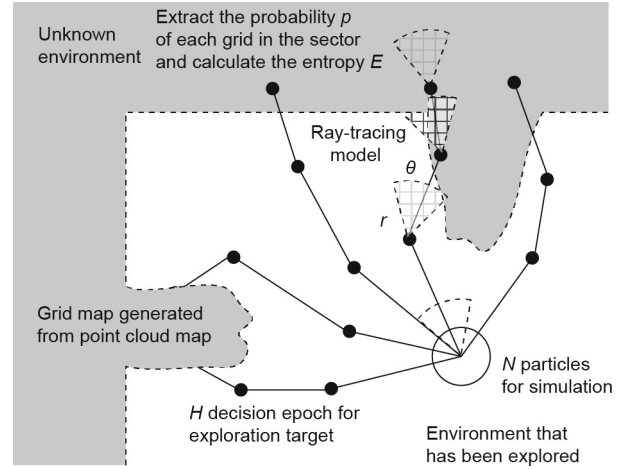 Unknown
environment
Extract the probability p
of each grid in the sector
and calculate the entropy E
Ray-tracing
model
θ
r
Grid map generated
from point cloud map
N particles
for simulation
H decision epoch for
exploration target
Environment that
has been explored